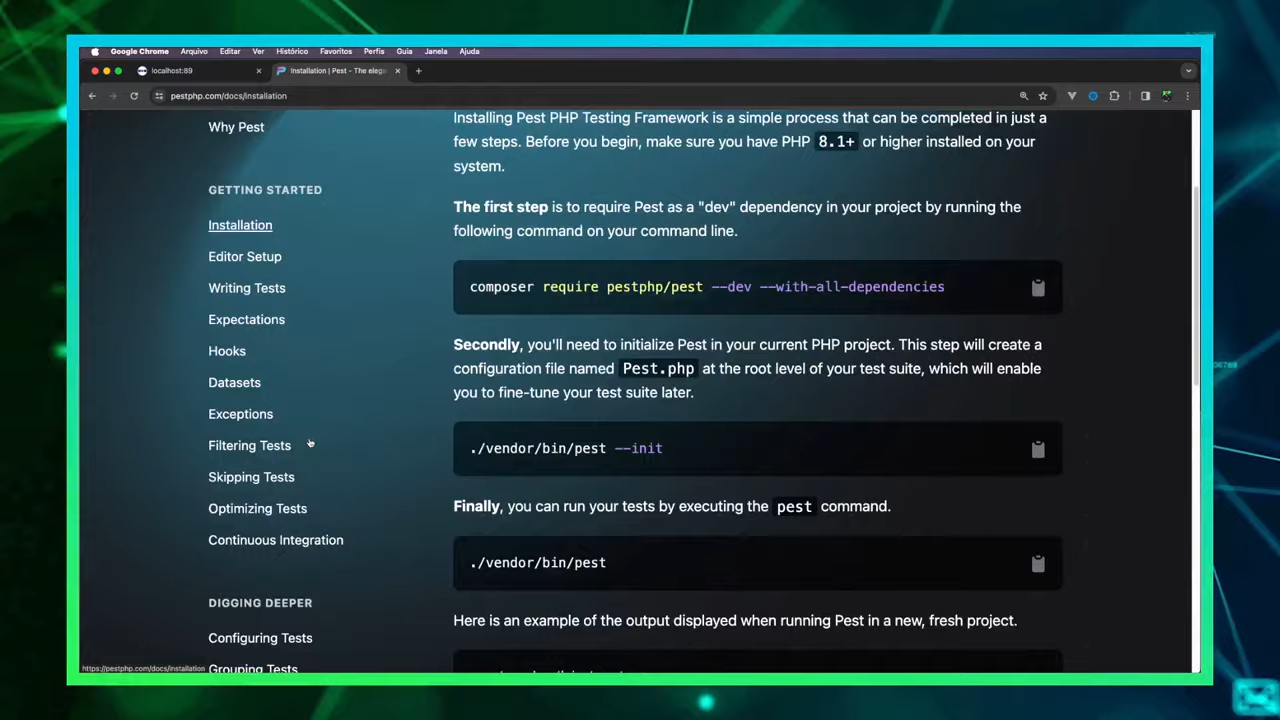 Google Chrome Arquivo Editar Ver Histórico Favoritos Perfis Guia Janela Ajuda
localhost:89
Installation | Pest - The eleg
pestphp.com/docs/installation
Why Pest
GETTING STARTED
Installation
Editor Setup
Writing Tests
Expectations
Hooks
Datasets
Exceptions
Filtering Tests
Skipping Tests
Optimizing Tests
Continuous Integration
DIGGING DEEPER
Configuring Tests
Grouping Tests
Installing Pest PHP Testing Framework is a simple process that can be completed in just a
few steps. Before you begin, make sure you have PHP 8.1+ or higher installed on your
system.
The first step is to require Pest as a "dev" dependency in your project by running the
following command on your command line.
composer require pestphp/pest --dev --with-all-dependencies
Secondly, you'll need to initialize Pest in your current PHP project. This step will create a
configuration file named Pest.php at the root level of your test suite, which will enable
you to fine-tune your test suite later.
./vendor/bin/pest --init
Finally, you can run your tests by executing the pest command.
./vendor/bin/pest
Here is an example of the output displayed when running Pest in a new, fresh project.
https://pestphp.com/docs/installation